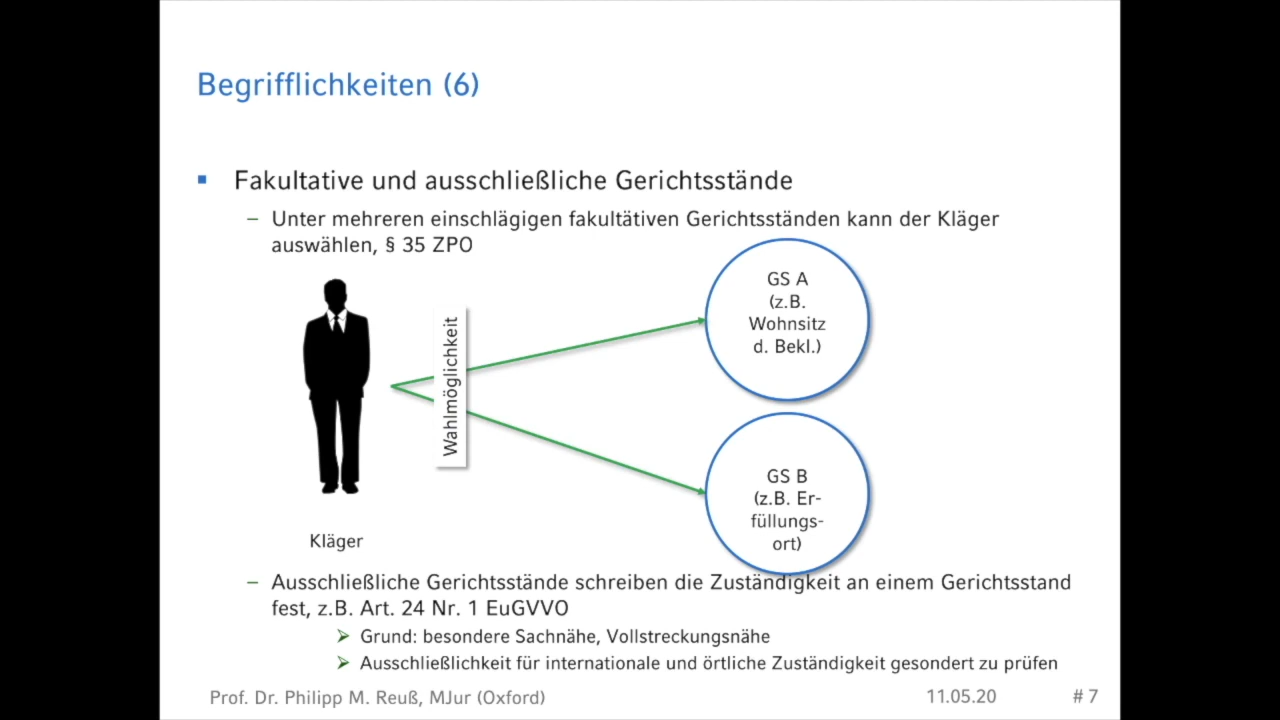 Begrifflichkeiten (6)
Fakultative und ausschließliche Gerichtsstände
– Unter mehreren einschlägigen fakultätiven Gerichtsständen kann der Kläger
auswählen, § 35 ZPO
GS A
(z.B.
Wohnsitz
d. Bekl.)
Wahlmöglichkeit
GS B
(z.B. Er-
füllungs-
ort)
Kläger
– Ausschließliche Gerichtsstände schreiben die Zuständigkeit an einem Gerichtsstand
fest, z.B. Art. 24 Nr. 1 EuGVVO
Grund: besondere Sachnähe, Vollstreckungsnähe
Ausschließlichkeit für internationale und örtliche Zuständigkeit gesondert zu prüfen
Prof. Dr. Philipp M. Reuß, MJur (Oxford)
11.05.20
# 7